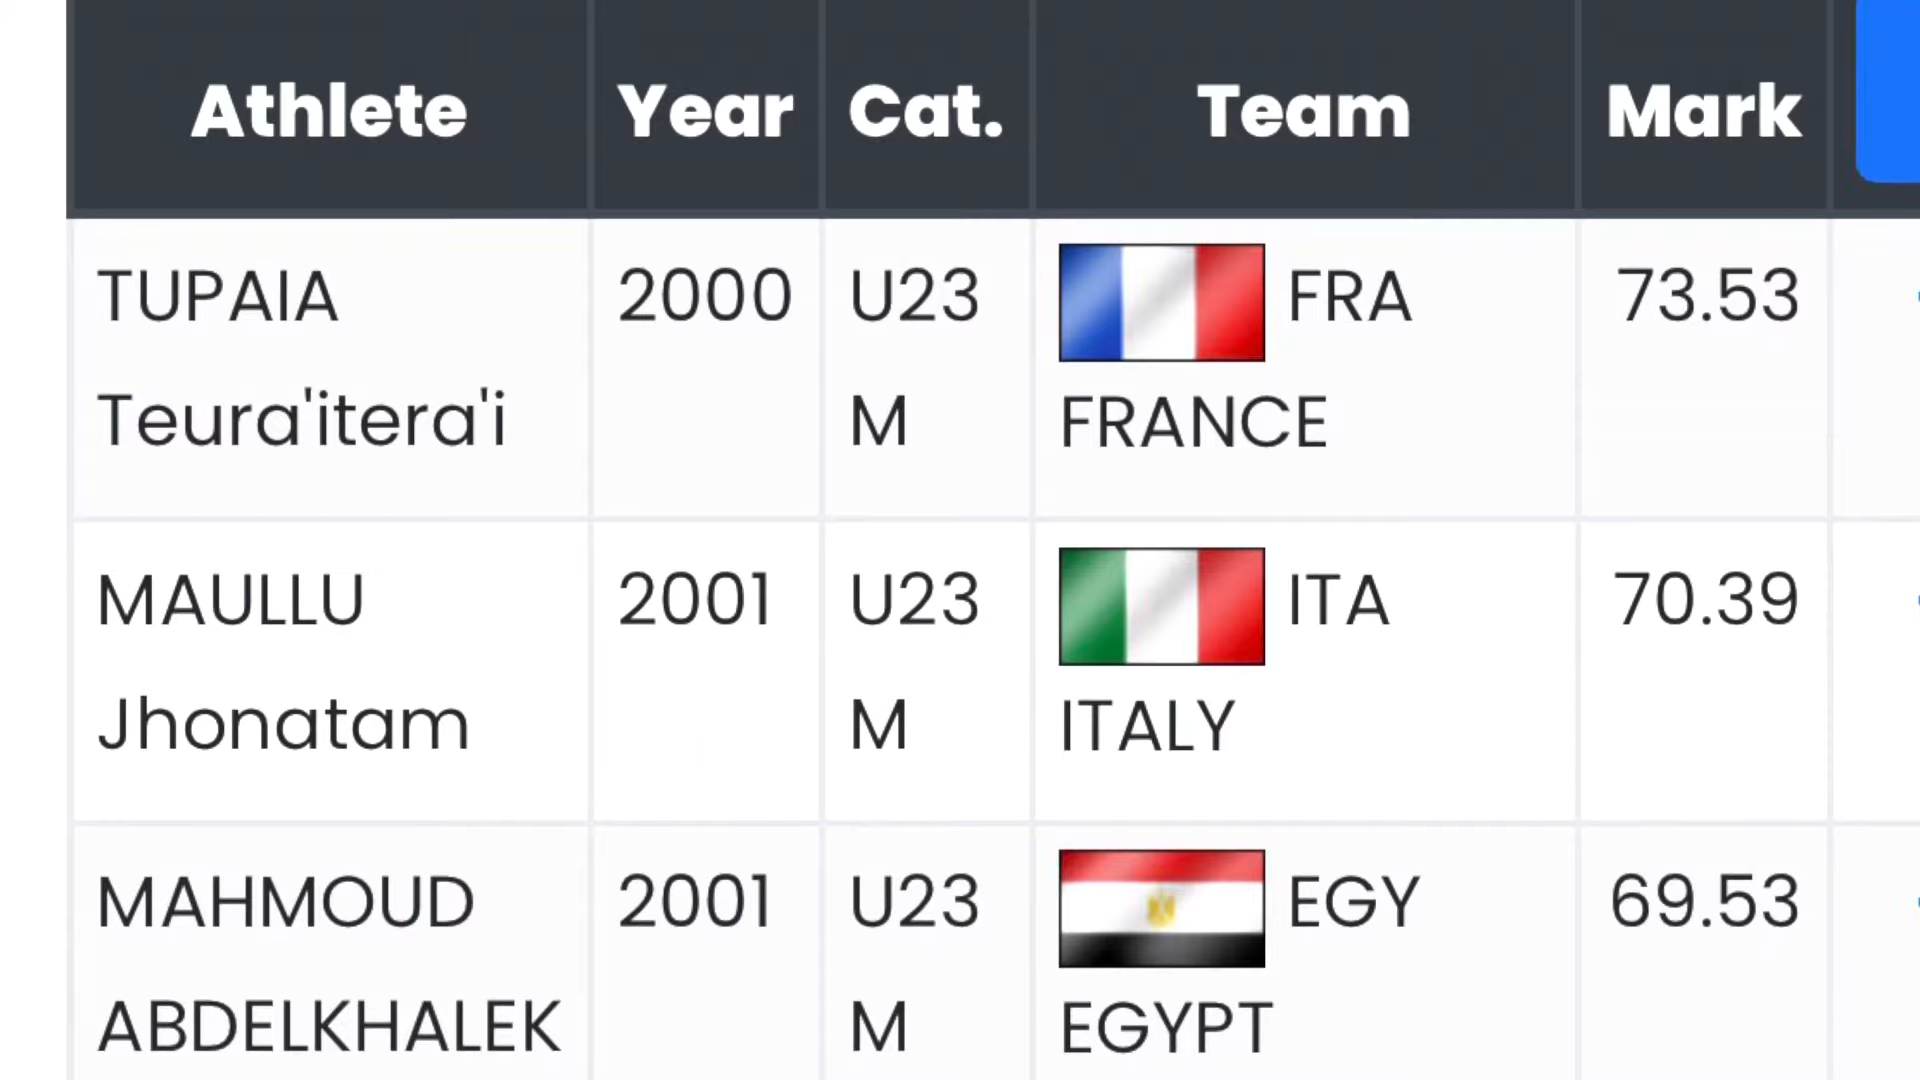 Athlete Year Cat. Team Mark
TUPAIA 2000 U23 FRA 73.53
Teura'itera'i M FRANCE
MAULLU 2001 U23 ITA 70.39
Jhonatam M ITALY
MAHMOUD 2001 U23 EGY 69.53
ABDELKHALEK M EGYPT